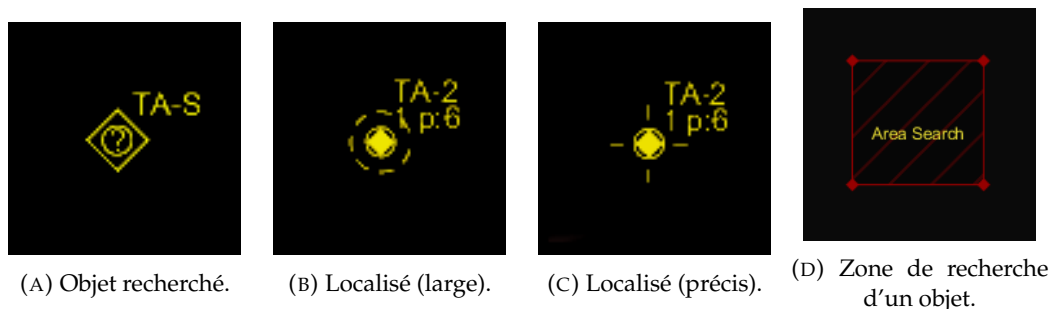 TA-S
?
(A) Objet recherché.
TA-2
1 p:6
(B) Localisé (large).
TA-2
1 p:6
(C) Localisé (précis).
Area Search
(D) Zone de recherche
d'un objet.